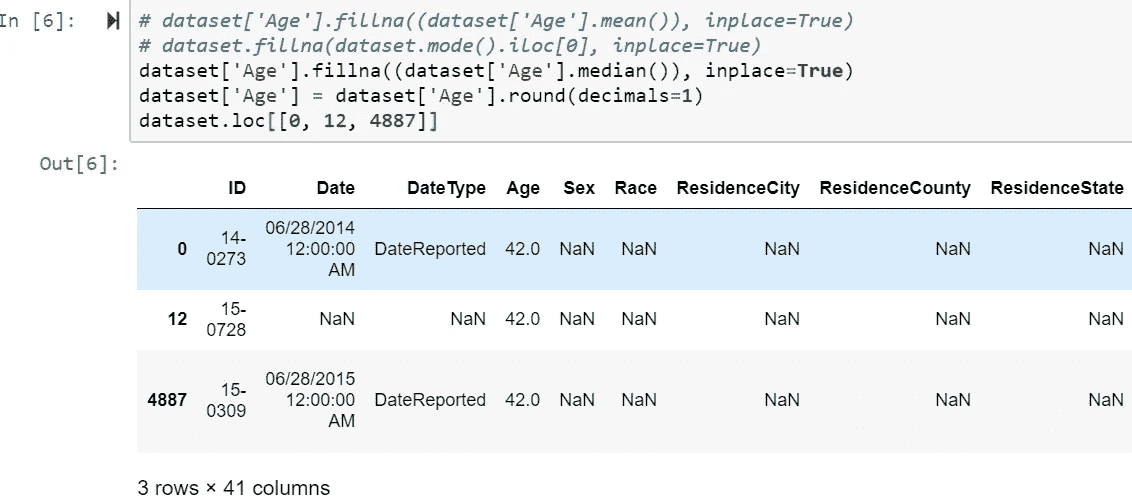 In [6]:
# dataset['Age'].fillna((dataset['Age'].mean()), inplace=True)
# dataset.fillna(dataset.mode().iloc[0], inplace=True)
dataset['Age'].fillna((dataset['Age'].median()), inplace=True)
dataset['Age'] = dataset['Age'].round(decimals=1)
dataset.loc[[0, 12, 4887]]
Out[6]:
ID Date DateType Age Sex Race ResidenceCity ResidenceCounty ResidenceState
06/28/2014
0 14- 12:00:00 DateReported 42.0 NaN NaN NaN NaN NaN
0273 AM
15-
12 NaN NaN 42.0 NaN NaN NaN NaN NaN
0728
06/28/2015
4887 15- 12:00:00 DateReported 42.0 NaN NaN NaN NaN NaN
0309 AM
3 rows × 41 columns